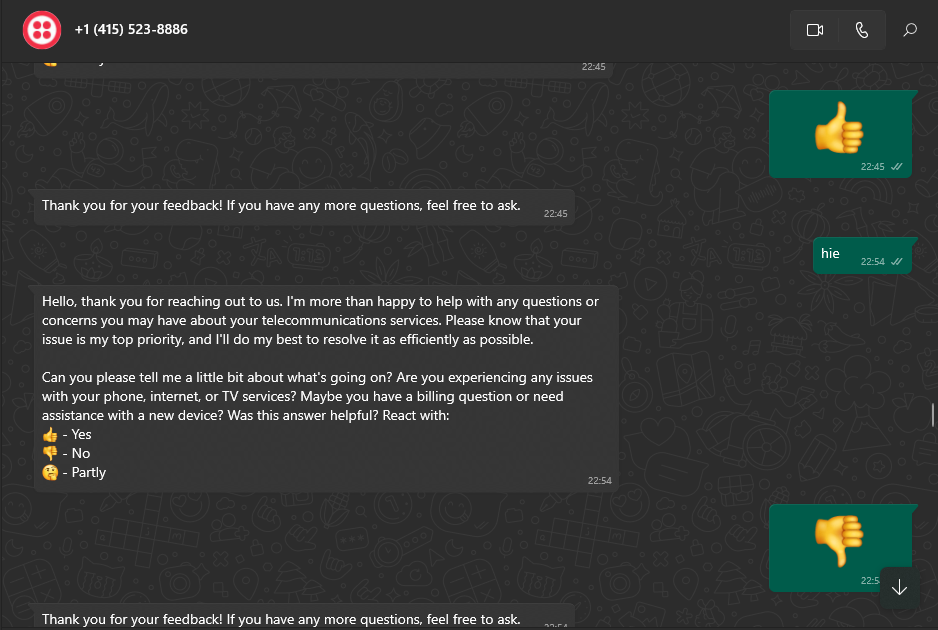 +1 (415) 523-8886
22:45
👍
22:45
Thank you for your feedback! If you have any more questions, feel free to ask.
22:45
hie
22:54
Hello, thank you for reaching out to us. I'm more than happy to help with any questions or
concerns you may have about your telecommunications services. Please know that your
issue is my top priority, and I'll do my best to resolve it as efficiently as possible.
Can you please tell me a little bit about what's going on? Are you experiencing any issues
with your phone, internet, or TV services? Maybe you have a billing question or need
assistance with a new device? Was this answer helpful? React with:
👍 - Yes
👎 - No
🤔 - Partly
22:54
👎
Thank you for your feedback! If you have any more questions, feel free to ask.
22:54